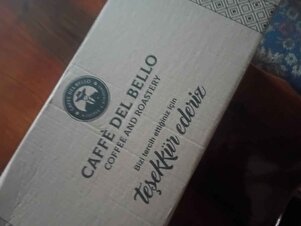 CAFFÈ DEL BELLO
COFFEE AND ROASTERY
Bizi tercih ettiğiniz için
teşekkür ederiz